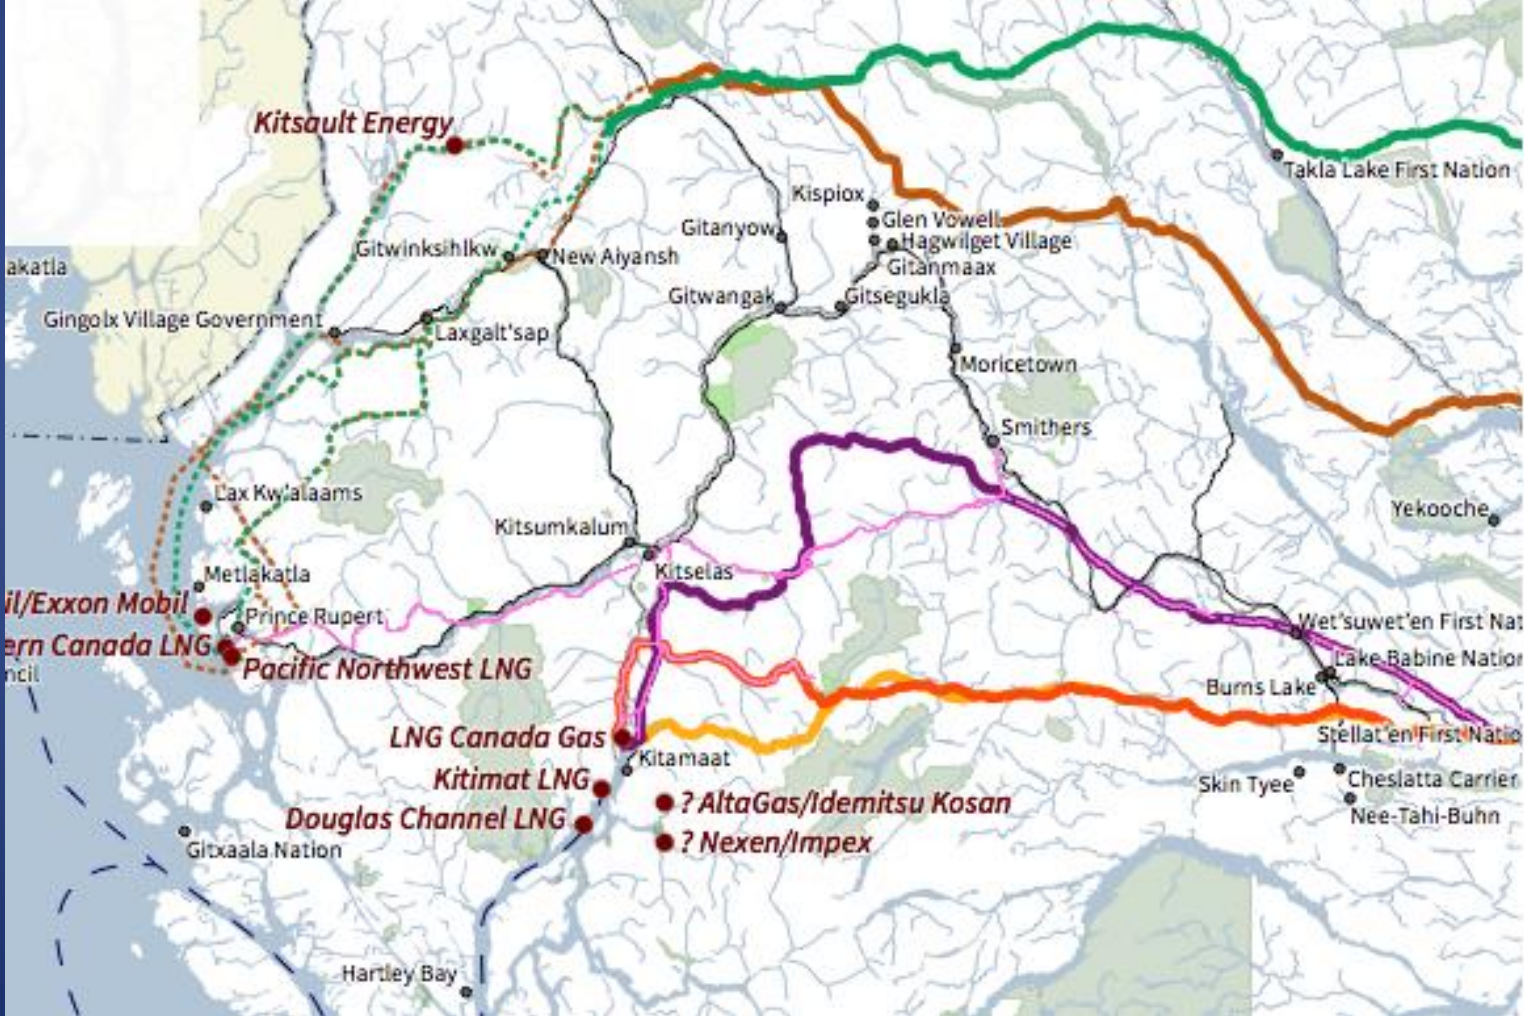 Kitsault Energy
Takla Lake First Nation
Kispiox
Glen Vowell
Gitanyow
Hagwilget Village
Gitwinksihlkw
New Aiyansh
Gitanmaax
akatla
Gitwangak
Gitsegukla
Gingolx Village Government
Laxgalt'sap
Moricetown
Smithers
Lax Kw'alaams
Yekooche
Kitsumkalum
Kitselas
Metlakatla
il/Exxon Mobil
Prince Rupert
Wet'suwet'en First Nat
ern Canada LNG
Pacific Northwest LNG
Lake Babine Nation
ncil
Burns Lake
LNG Canada Gas
Stellat'en First Natio
Kitamaat
Kitimat LNG
Skin Tyee
Cheslatta Carrier
? AltaGas/Idemitsu Kosan
Douglas Channel LNG
Nee-Tahi-Buhn
? Nexen/Impex
Gitxaala Nation
Hartley Bay